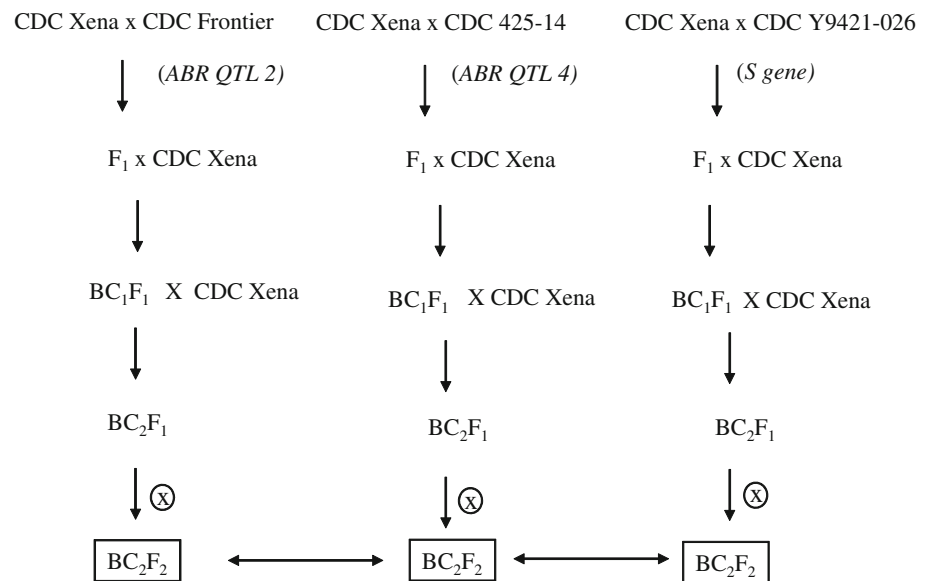 CDC Xena x CDC Frontier CDC Xena x CDC 425-14 CDC Xena x CDC Y9421-026
(ABR QTL 2) (ABR QTL 4) (S gene)
F₁ x CDC Xena F₁ x CDC Xena F₁ x CDC Xena
BC₁F₁ X CDC Xena BC₁F₁ X CDC Xena BC₁F₁ X CDC Xena
BC₂F₁ BC₂F₁ BC₂F₁
X X X
BC₂F₂ BC₂F₂ BC₂F₂